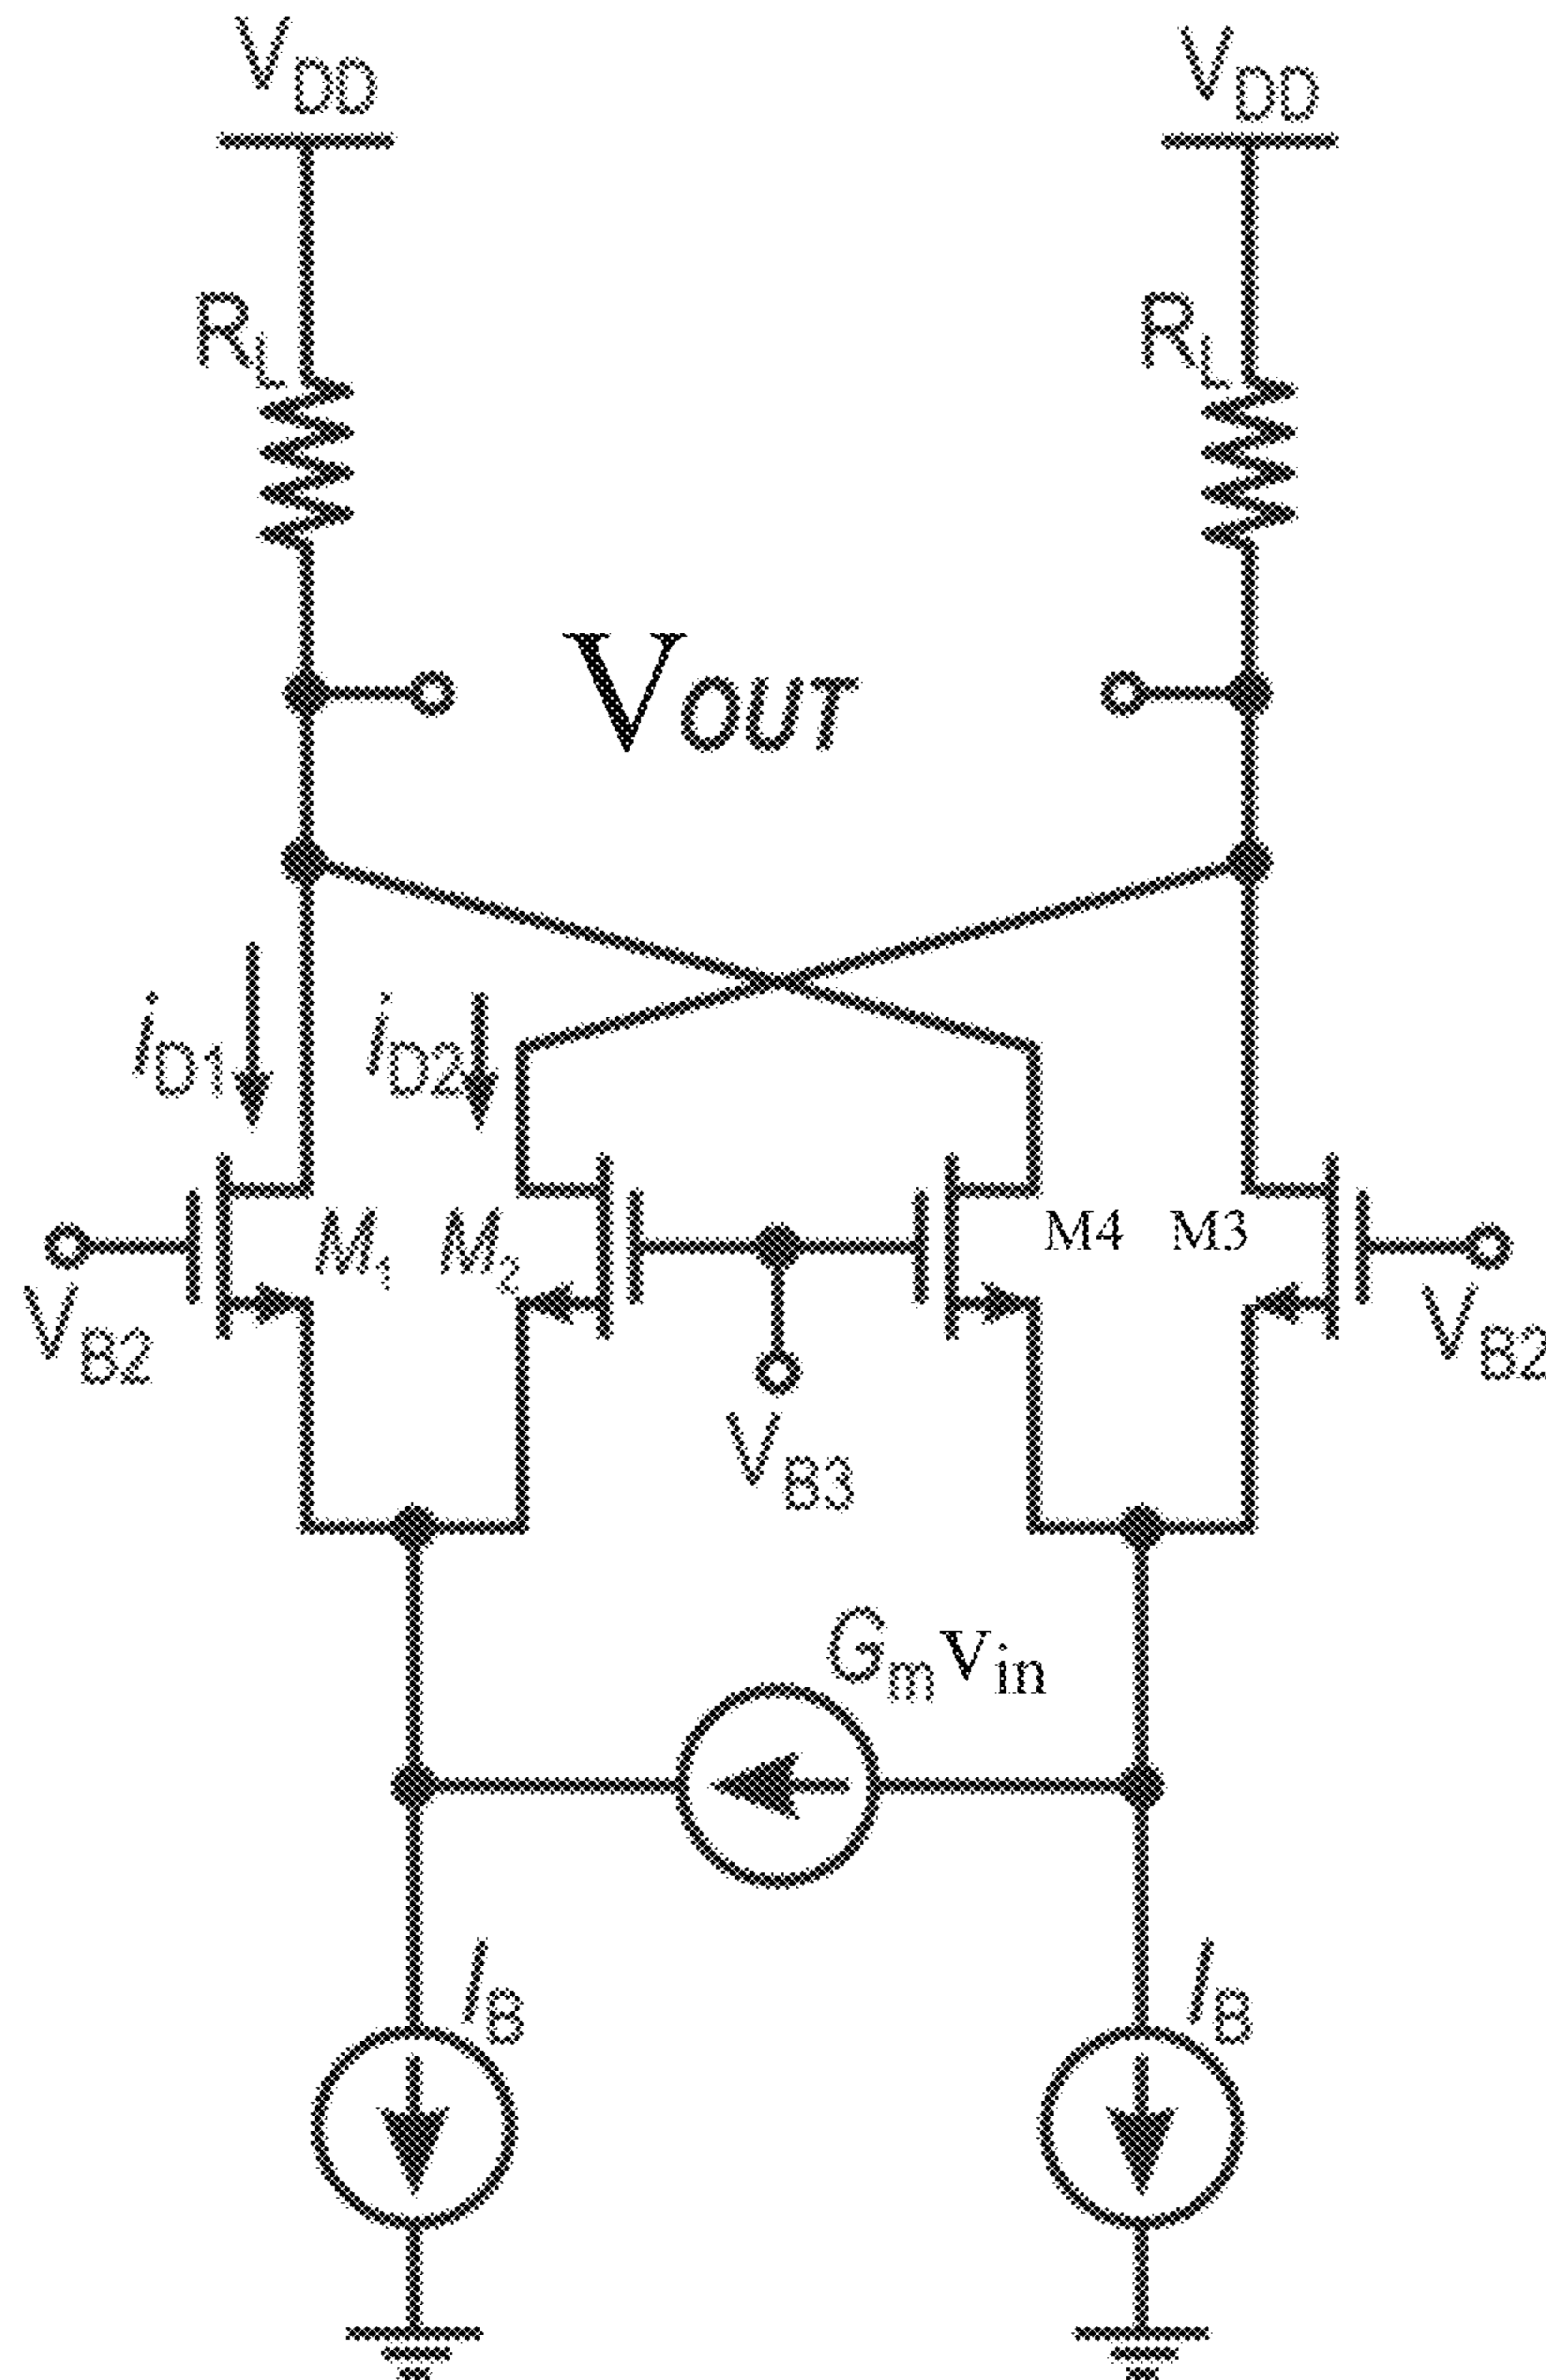 VDD VDD
RL RL
VOUT
iD1 iD2
M1 M2 M4 M3
VB2 VB2
VB3
Gmvin
IB IB